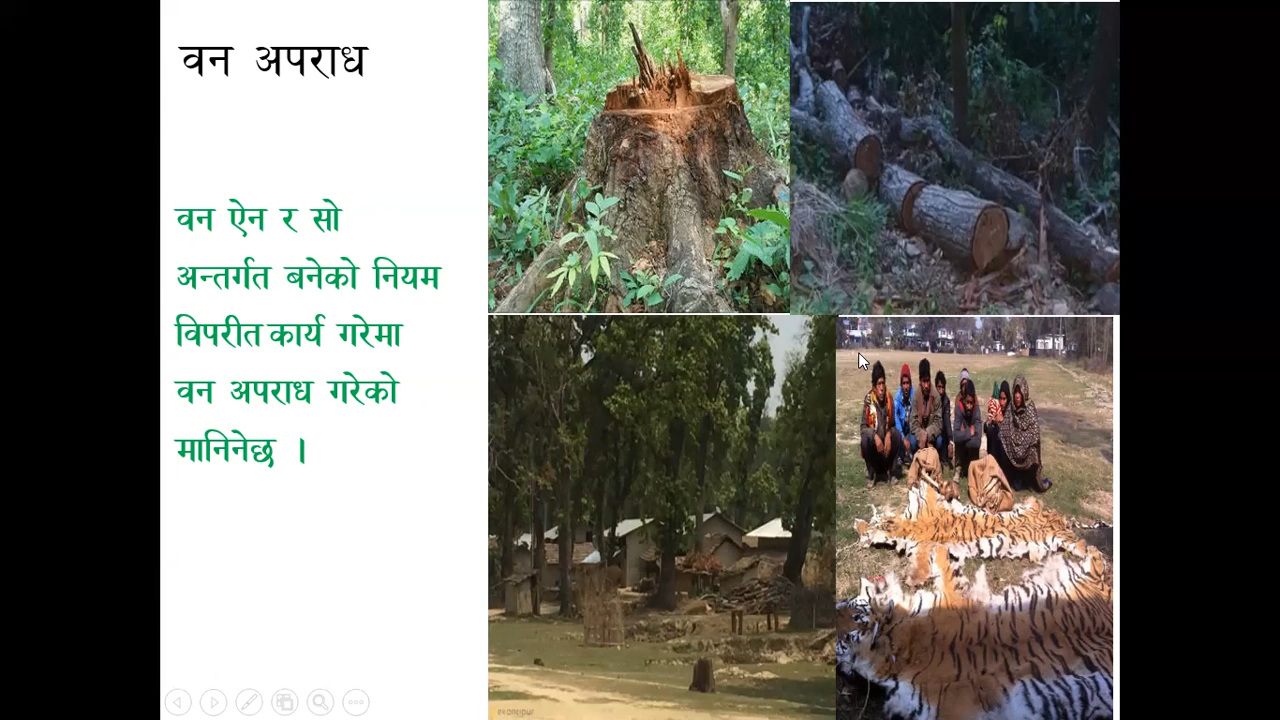 वन अपराध
वन ऐन र सो
अन्तर्गत बनेको नियम
विपरीत कार्य गरेमा
वन अपराध गरेको
मानिनेछ ।